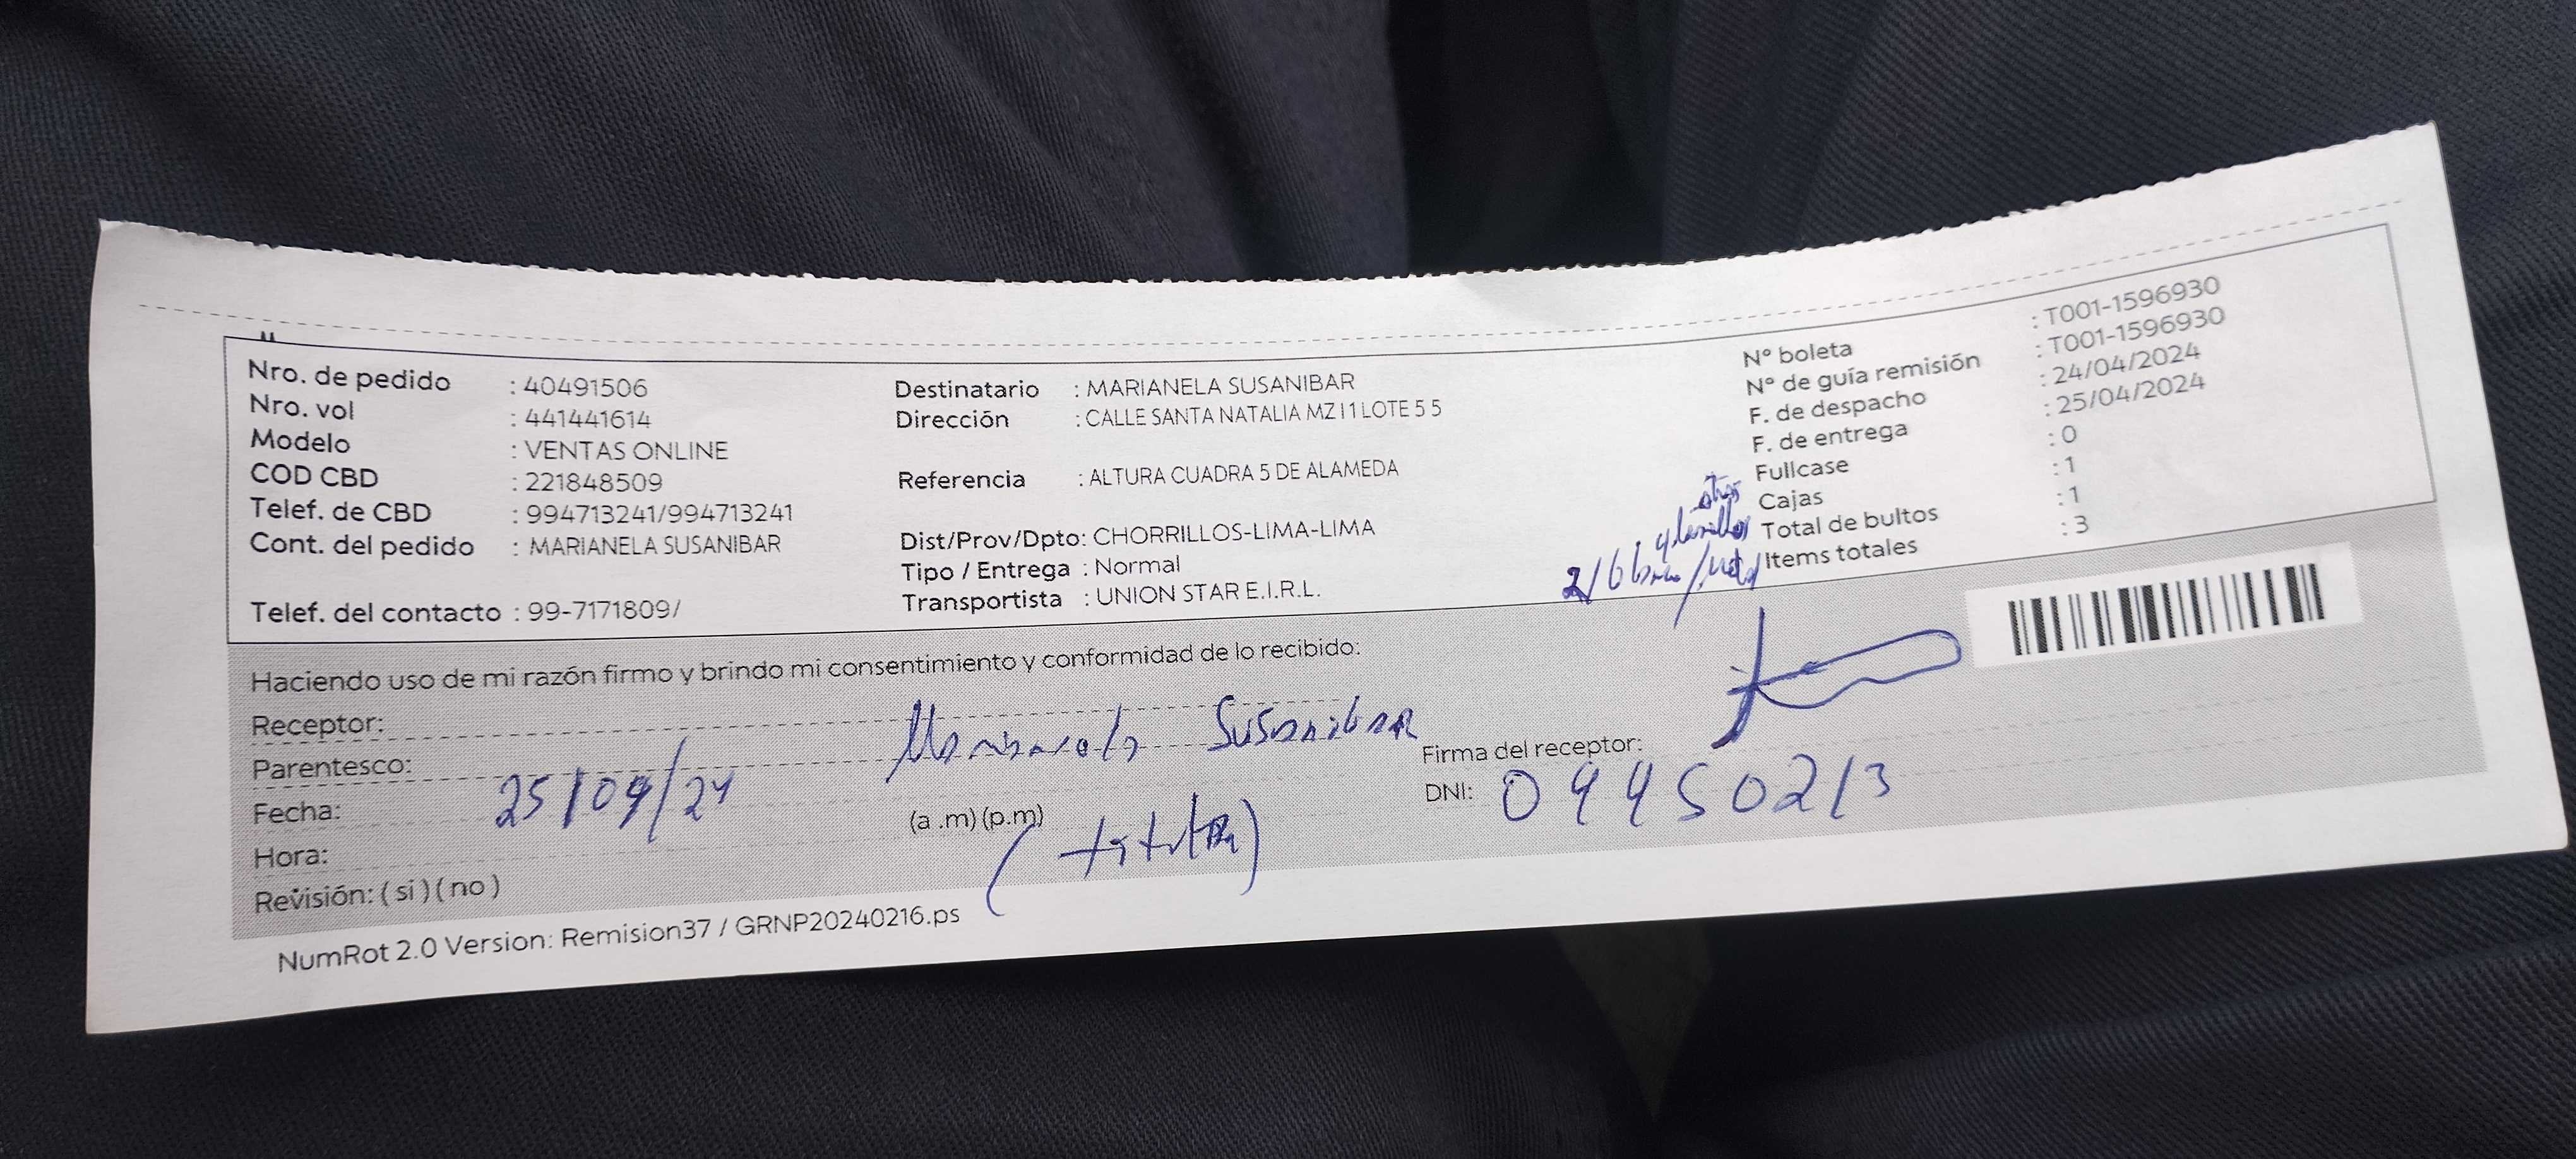 Nro. de pedido : 40491506
Nro. vol : 441441614
Modelo : VENTAS ONLINE
COD CBD : 221848509
Telef. de CBD : 994713241/994713241
Cont. del pedido : MARIANELA SUSANIBAR
Telef. del contacto : 99-7171809/
Destinatario : MARIANELA SUSANIBAR
Dirección : CALLE SANTA NATALIA MZ I 1 LOTE 5 5
Referencia : ALTURA CUADRA 5 DE ALAMEDA
Dist/Prov/Dpto: CHORRILLOS-LIMA-LIMA
Tipo / Entrega : Normal
Transportista : UNION STAR E.I.R.L.
N° boleta : T001-1596930
N° de guía remisión : T001-1596930
F. de despacho : 24/04/2024
F. de entrega : 25/04/2024
Fullcase : 0
Cajas : 1
Total de bultos : 1
Items totales : 3
Haciendo uso de mi razón firmo y brindo mi consentimiento y conformidad de lo recibido:
Receptor: Marianela Susanibar
Parentesco:
Firma del receptor:
Fecha: 25/04/24
(a .m) (p.m)
DNI: 09450213
(titular)
Hora:
Revisión: ( si ) ( no )
NumRot 2.0 Version: Remision37 / GRNP20240216.ps